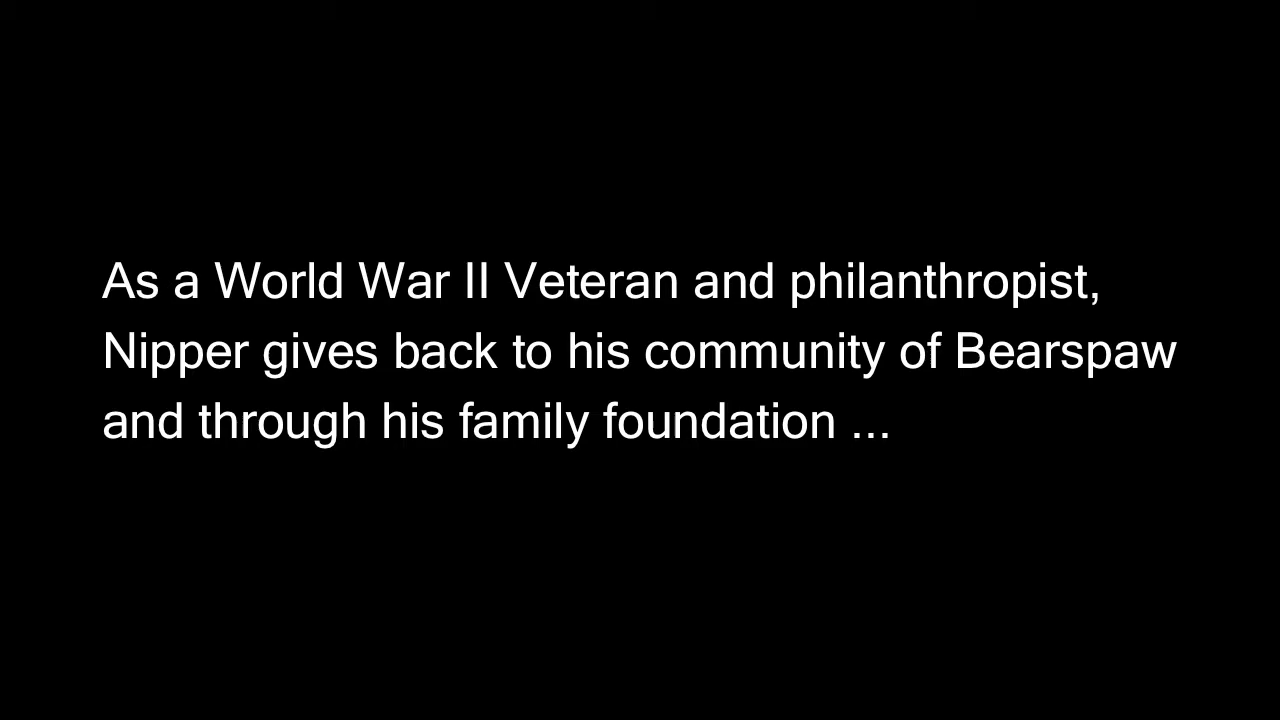 As a World War II Veteran and philanthropist,
Nipper gives back to his community of Bearspaw
and through his family foundation ...